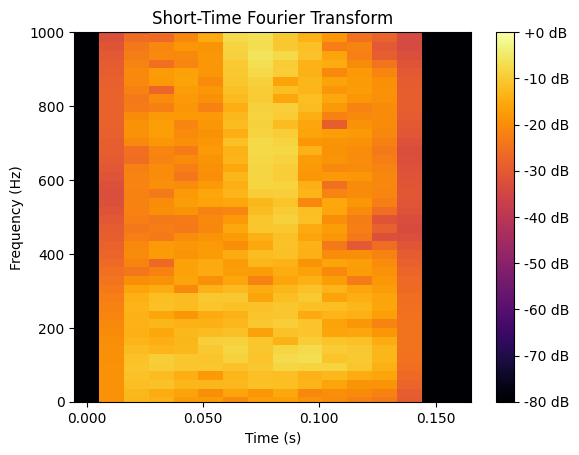 Short-Time Fourier Transform
1000
800
600
400
200
0
Frequency (Hz)
0.000
0.050
0.100
0.150
Time (s)
+0 dB
-10 dB
-20 dB
-30 dB
-40 dB
-50 dB
-60 dB
-70 dB
-80 dB